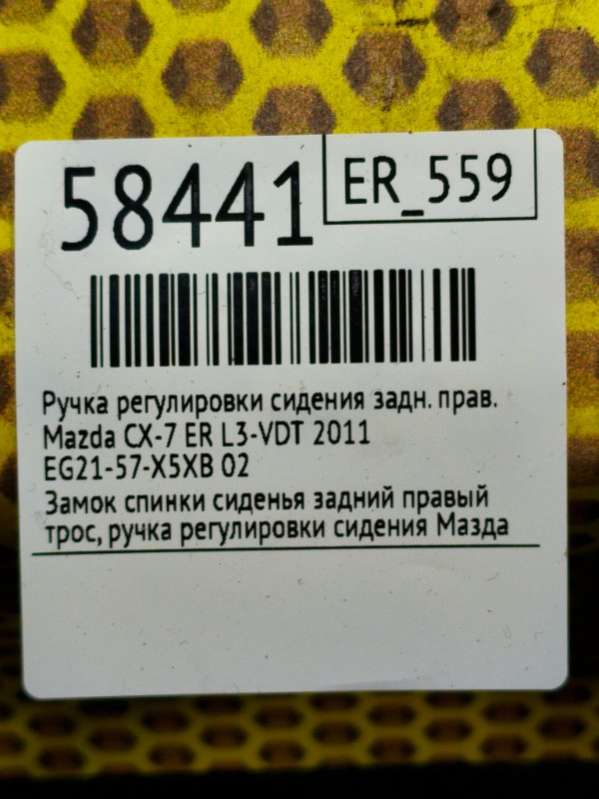 58441
ER_559
Ручка регулировки сидения задн. прав.
Mazda CX-7 ER L3-VDT 2011
EG21-57-X5XB 02
Замок спинки сиденья задний правый
трос, ручка регулировки сидения Мазда